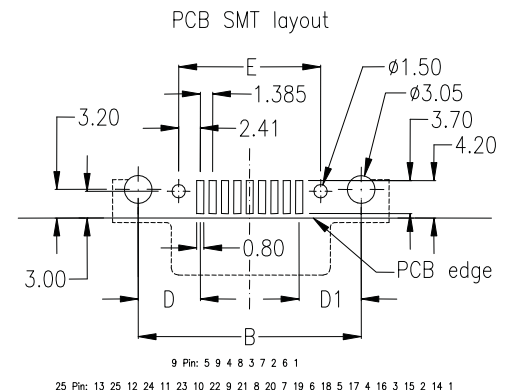 PCB SMT layout
E
ø1.50
1.385
ø3.05
3.20
3.70
2.41
4.20
0.80
3.00
PCB edge
D
D1
B
9 Pin: 5 9 4 8 3 7 2 6 1
25 Pin: 13 25 12 24 11 23 10 22 9 21 8 20 7 19 6 18 5 17 4 16 3 15 2 14 1